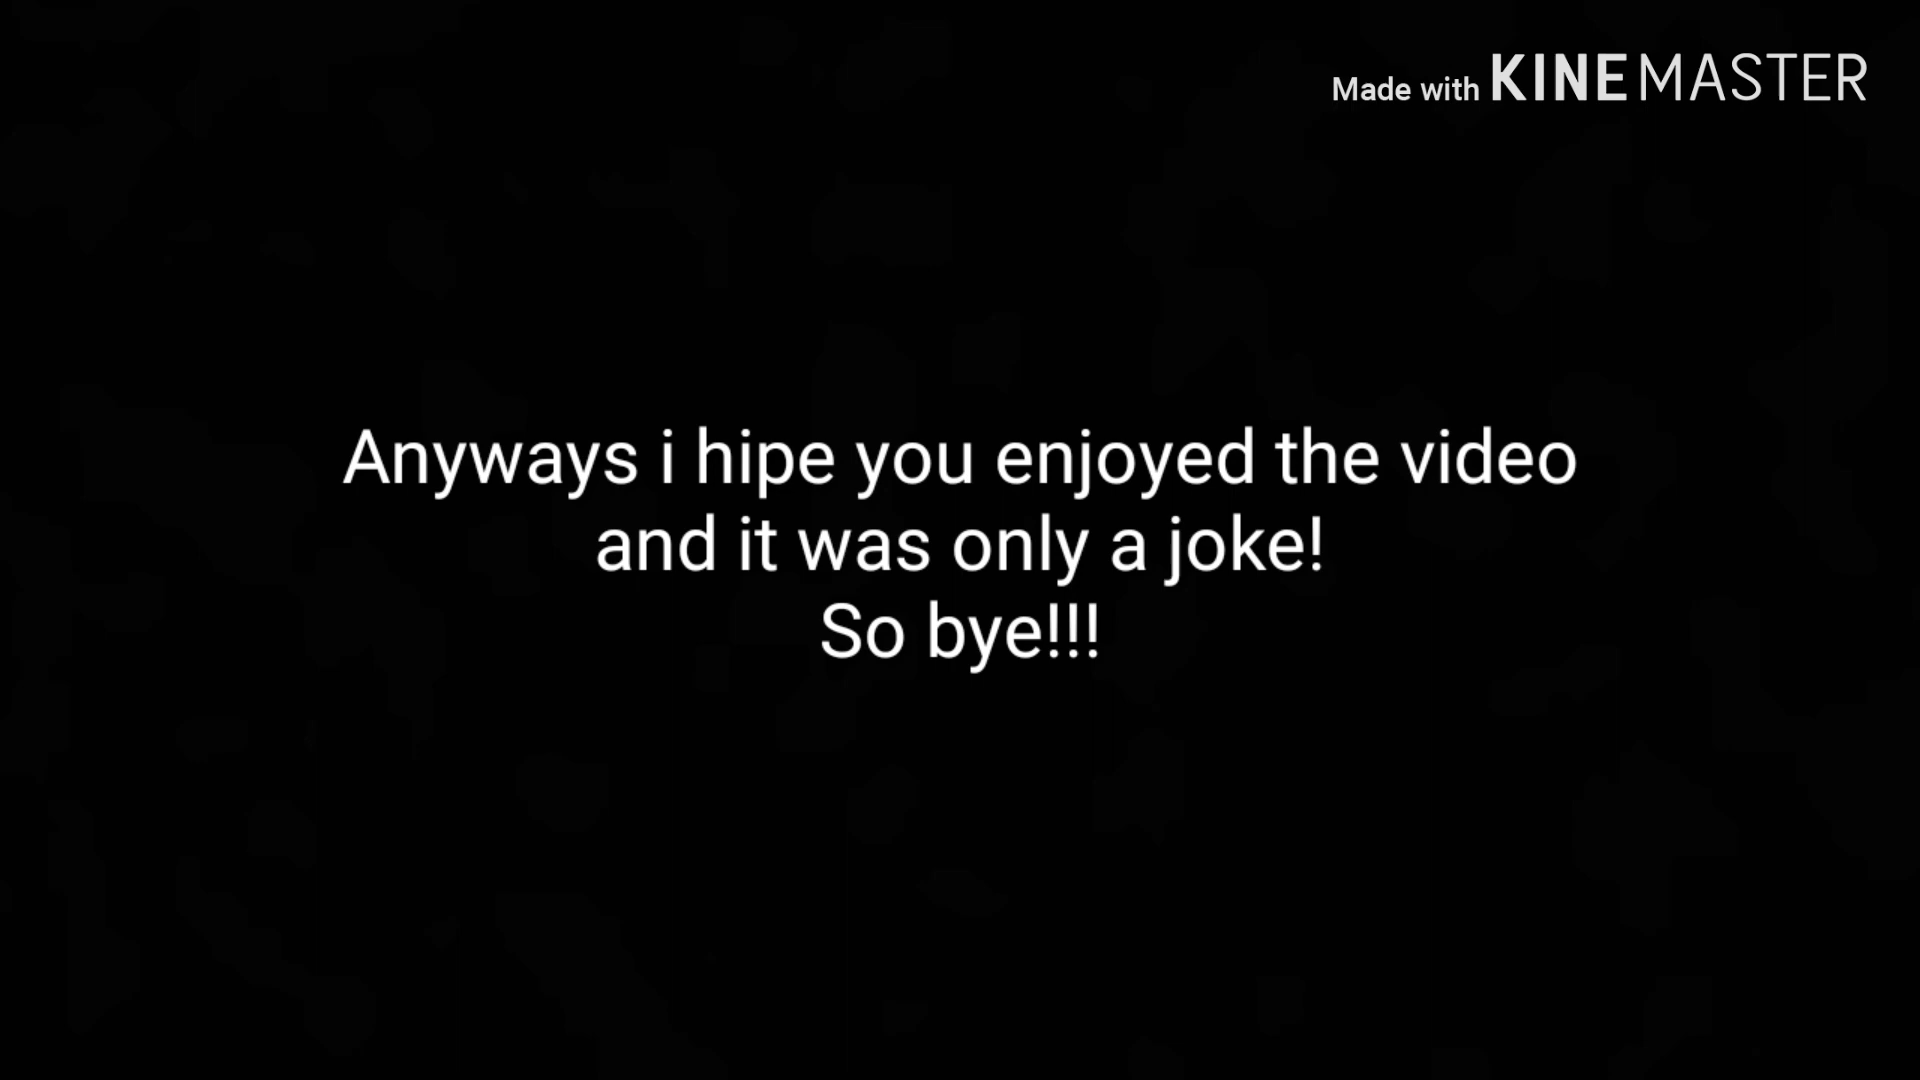 Made with KINEMASTER
Anyways i hipe you enjoyed the video
and it was only a joke!
So bye!!!